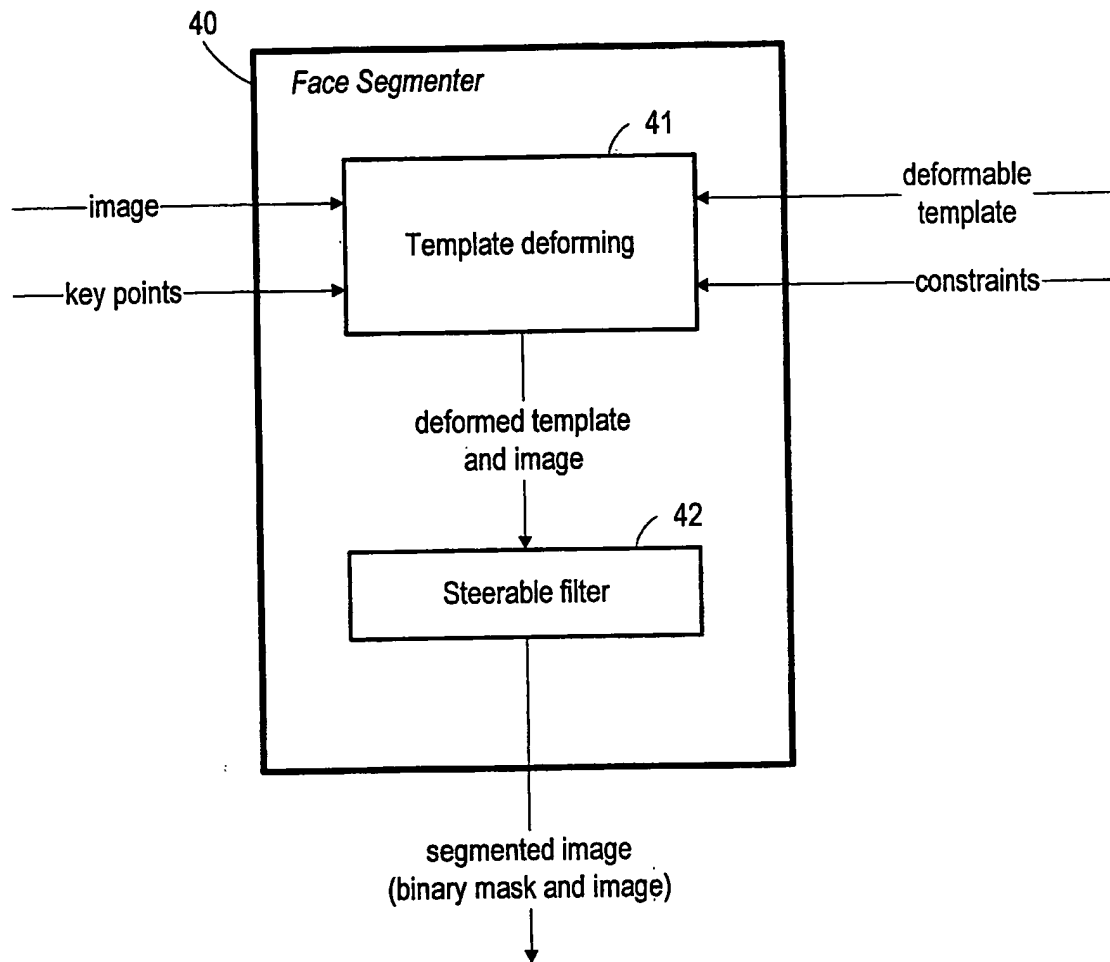 40
Face Segmenter
41
image
key points
Template deforming
deformable
template
constraints
deformed template
and image
42
Steerable filter
segmented image
(binary mask and image)